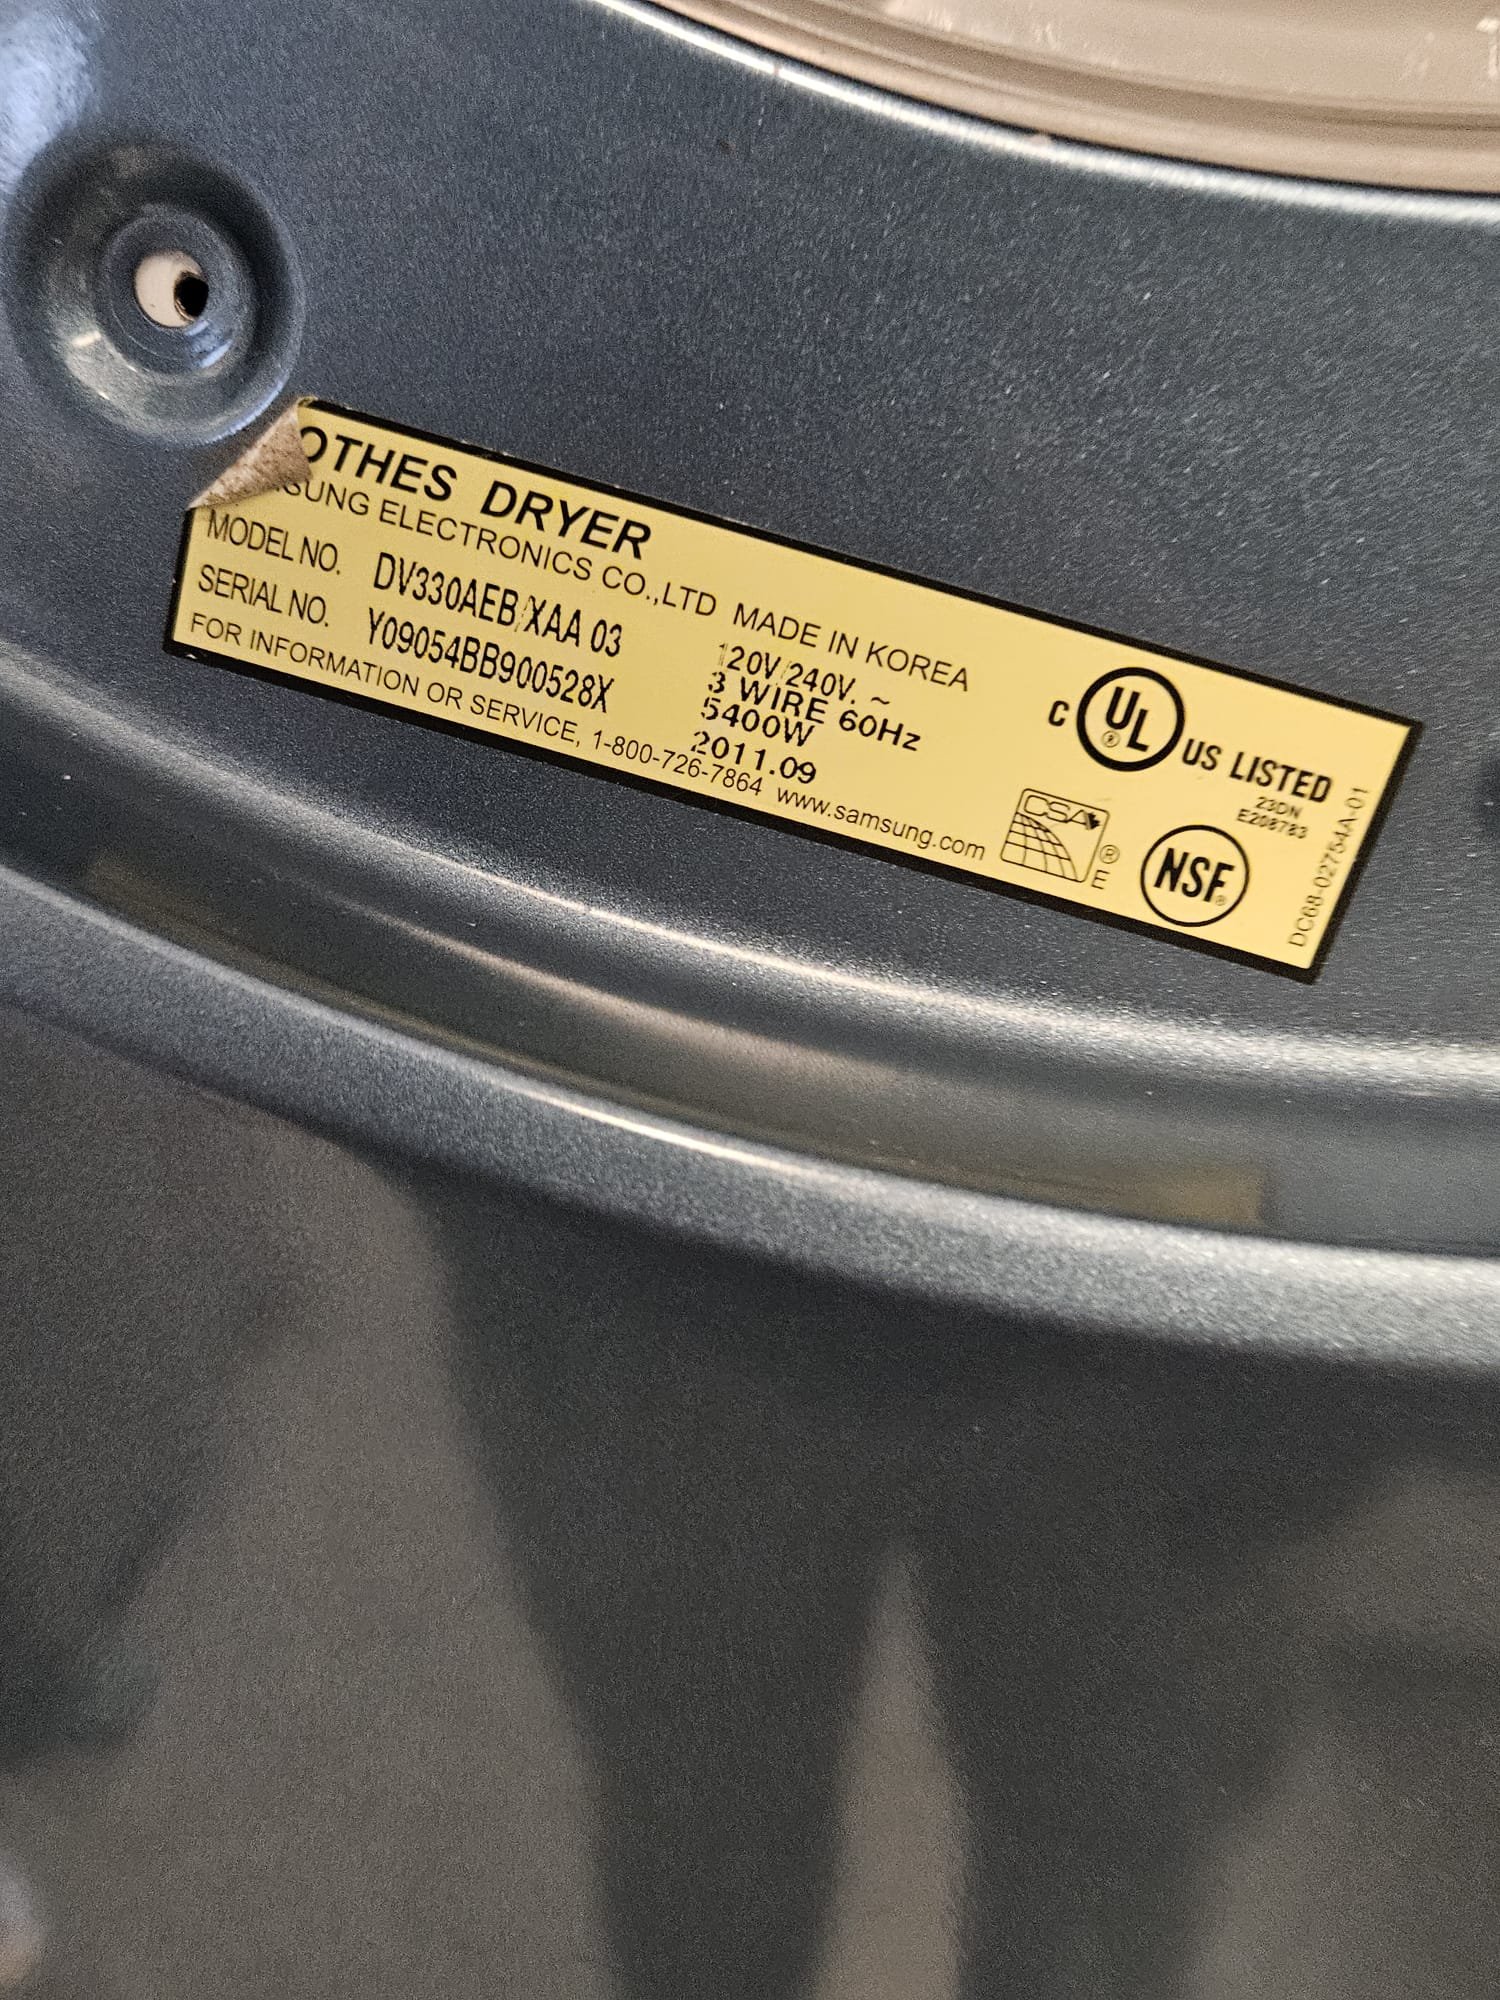 OTHES DRYER
SUNG ELECTRONICS CO.,LTD MADE IN KOREA
MODEL NO. DV330AEB/XAA 03
SERIAL NO. Y09054BB900528X
120V/240V. ~
3 WIRE 60Hz
5400W
2011.09
FOR INFORMATION OR SERVICE, 1-800-726-7864 www.samsung.com
C UL ® US LISTED
23DN
E208783
CSA ®
E
NSF ®
DC68-02754A-01